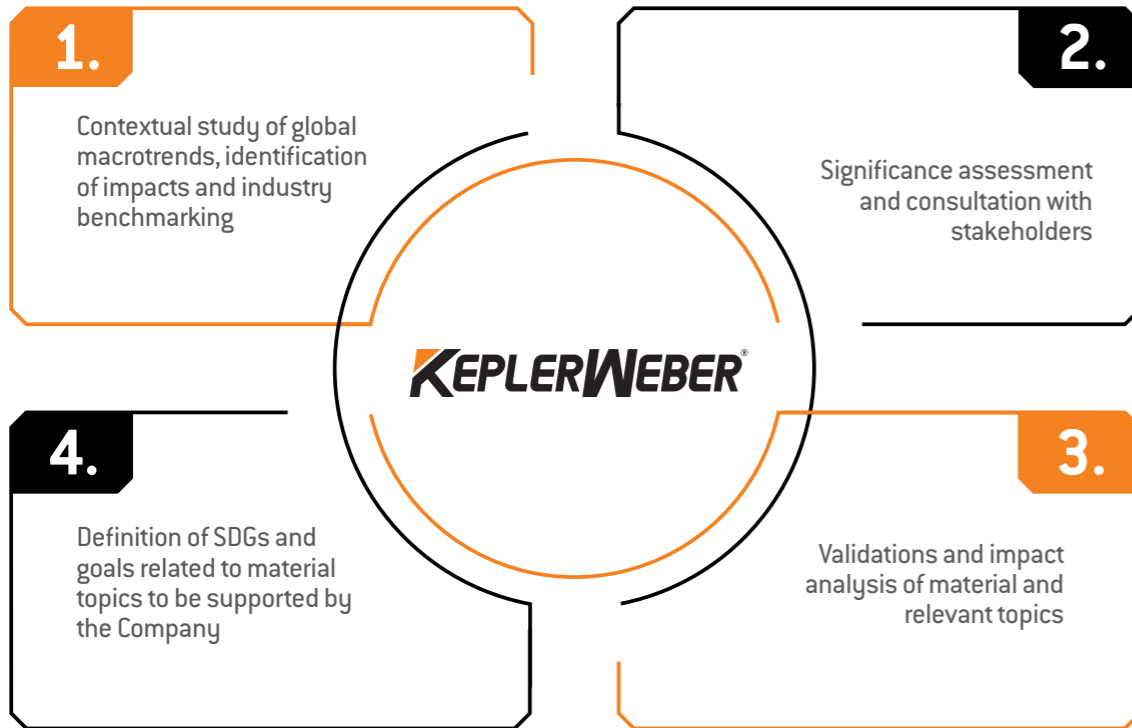 1.
Contextual study of global
macrotrends, identification
of impacts and industry
benchmarking
2.
Significance assessment
and consultation with
stakeholders
KEPLERWEBER®
3.
Validations and impact
analysis of material and
relevant topics
4.
Definition of SDGs and
goals related to material
topics to be supported by
the Company